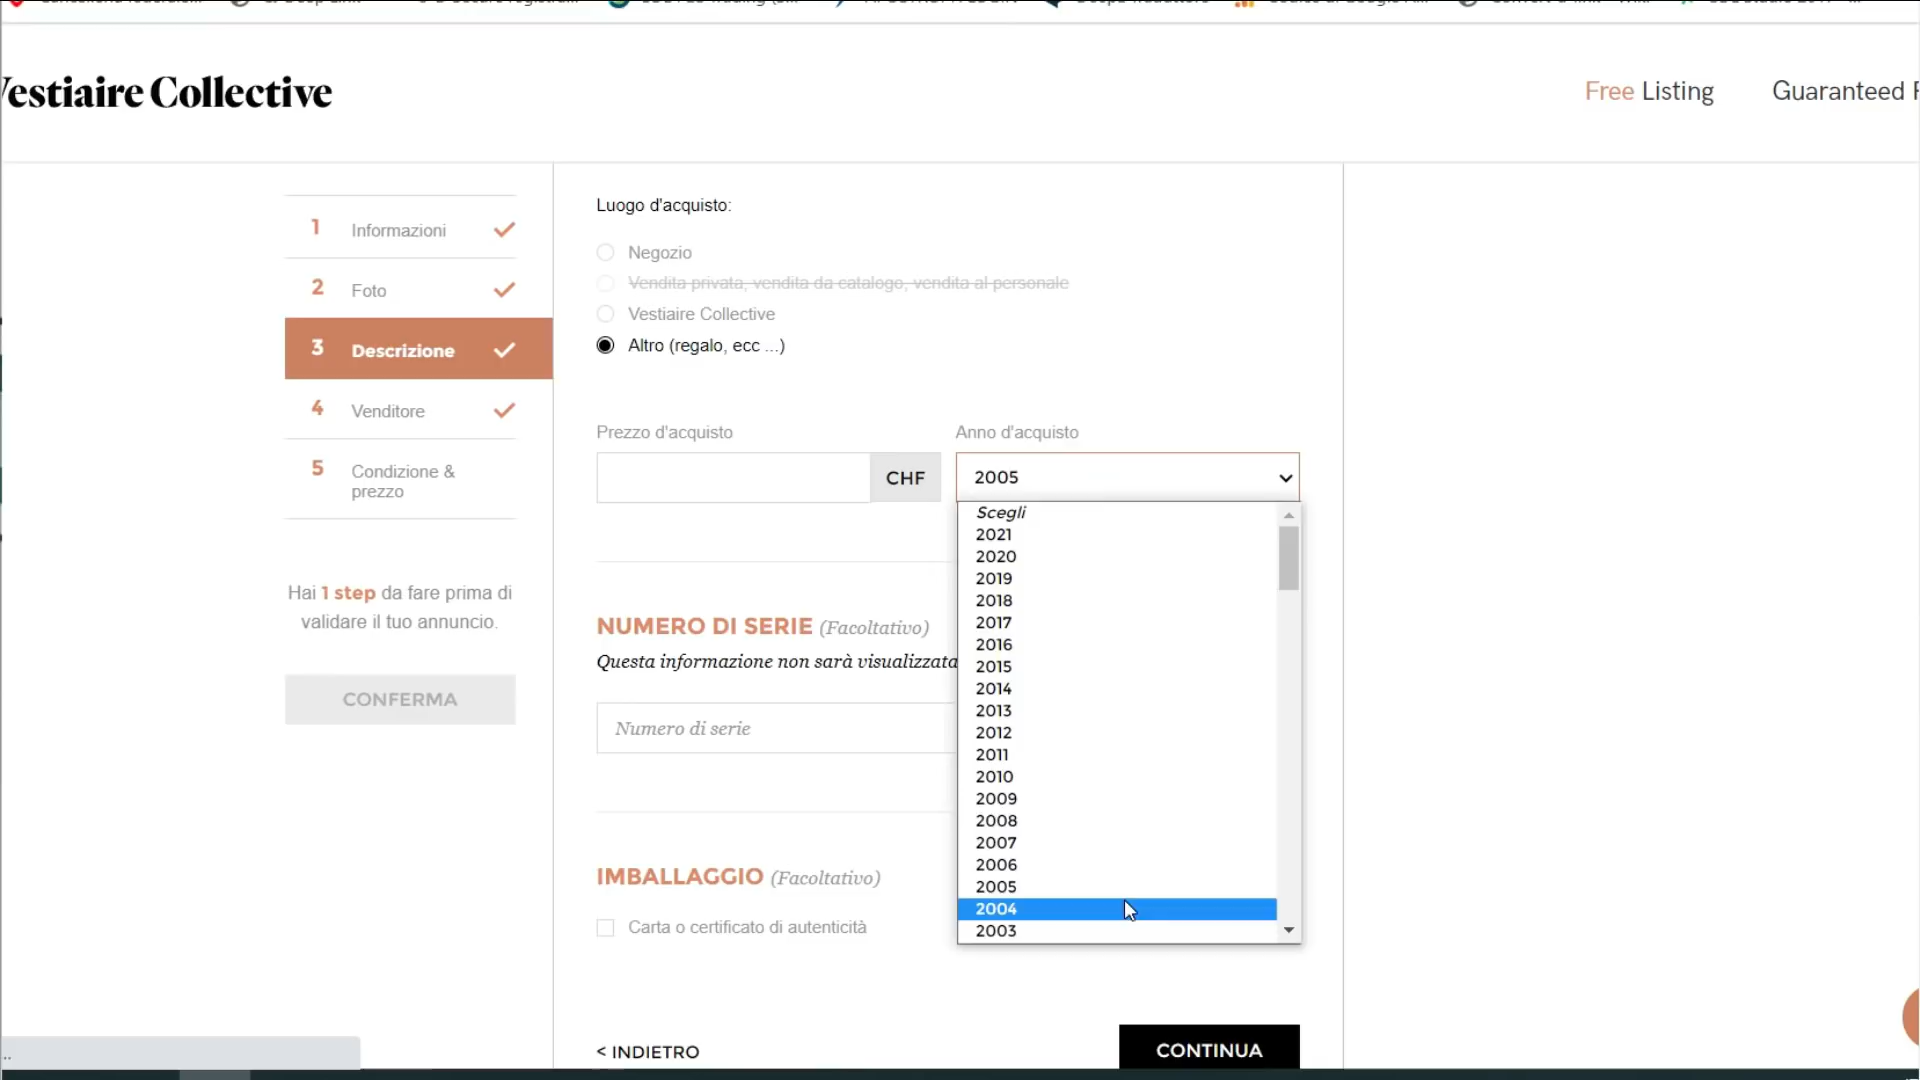 Vestiaire Collective
Free Listing
Guaranteed
1 Informazioni
2 Foto
3 Descrizione
4 Venditore
5 Condizione &
prezzo
Hai 1 step da fare prima di
validare il tuo annuncio.
CONFERMA
Luogo d'acquisto:
Negozio
Vendita privata, vendita da catalogo, vendita al personale
Vestiaire Collective
Altro (regalo, ecc ...)
Prezzo d'acquisto
CHF
Anno d'acquisto
2005
Scegli
2021
2020
2019
2018
2017
2016
2015
2014
2013
2012
2011
2010
2009
2008
2007
2006
2005
2004
2003
NUMERO DI SERIE (Facoltativo)
Questa informazione non sarà visualizzata
Numero di serie
IMBALLAGGIO (Facoltativo)
Carta o certificato di autenticità
< INDIETRO
CONTINUA